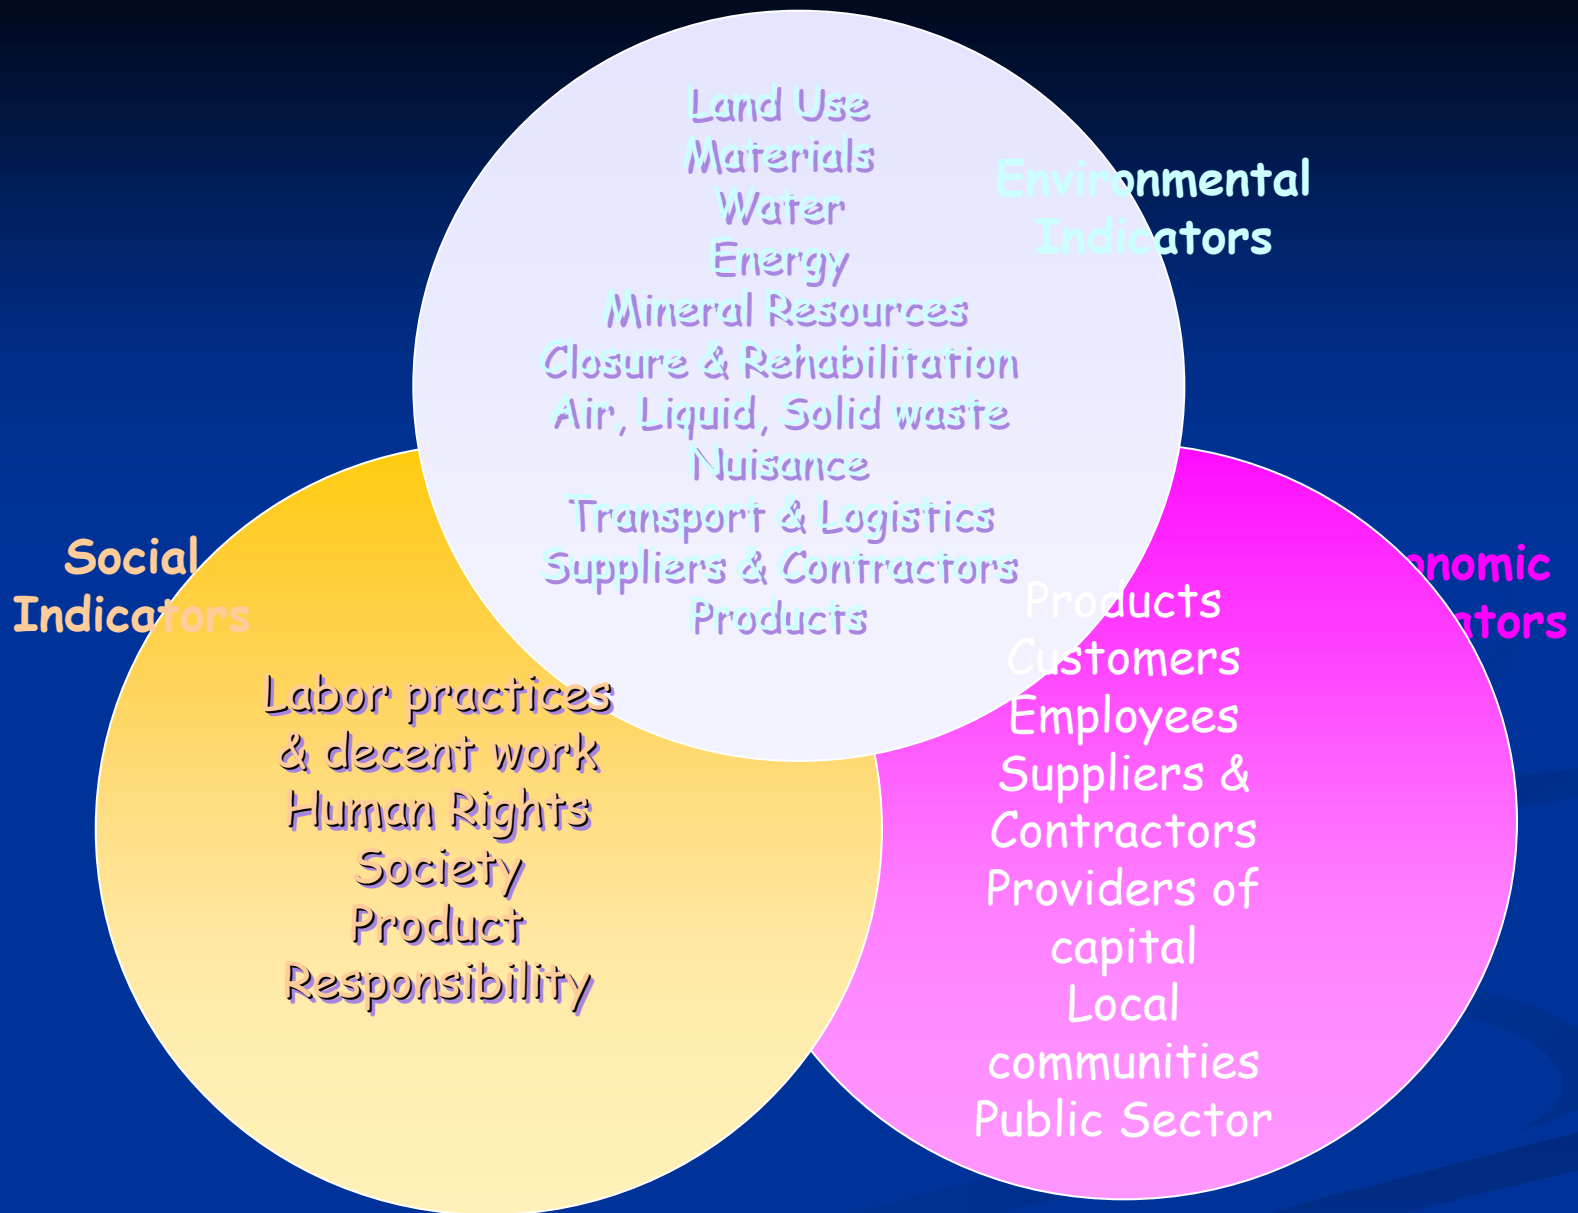 Land Use
Materials
Water
Energy
Mineral Resources
Closure & Rehabilitation
Air, Liquid, Solid waste
Nuisance
Transport & Logistics
Suppliers & Contractors
Products
Environmental
Indicators
Social
Indicators
Labor practices
& decent work
Human Rights
Society
Product
Responsibility
onomic
ators
Products
Customers
Employees
Suppliers &
Contractors
Providers of
capital
Local
communities
Public Sector